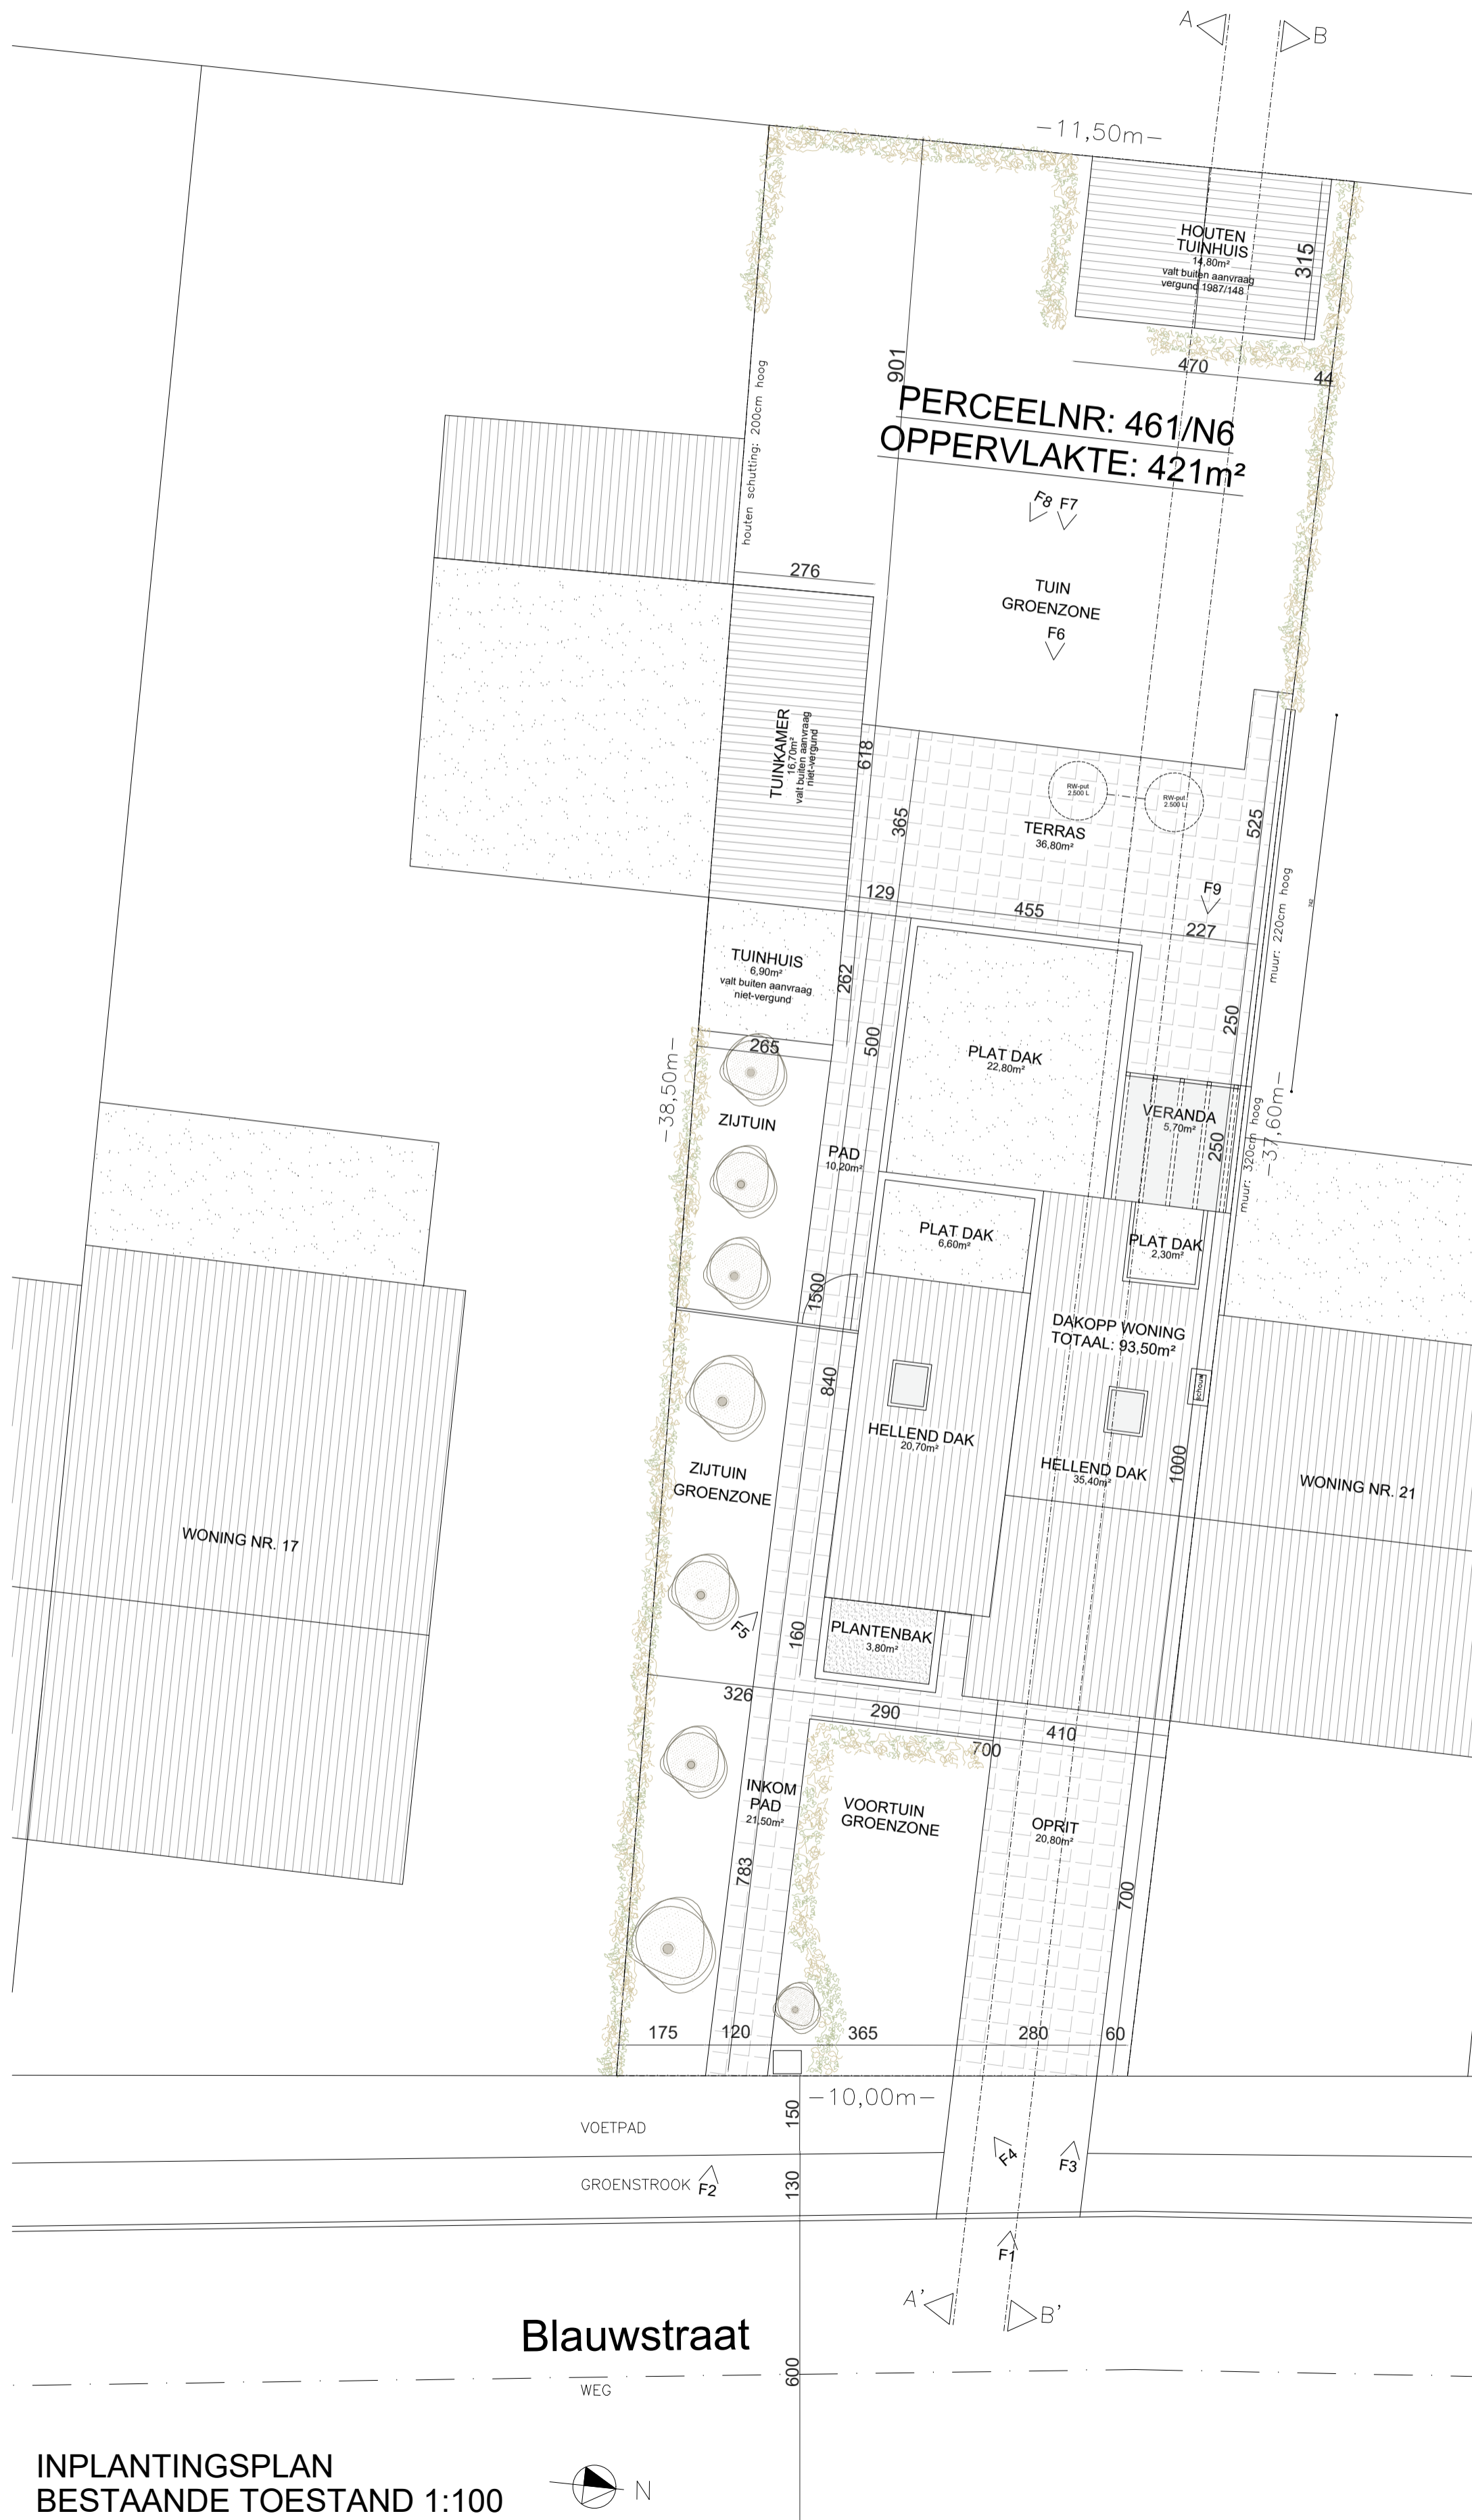 A
B
-11,50m-
HOUTEN
TUINHUIS
14,80m²
valt buiten aanvraag
vergund 1987/148
315
470
44
901
houten schutting: 200cm hoog
PERCEELNR: 461/N6
OPPERVLAKTE: 421m²
F8
F7
276
TUIN
GROENZONE
F6
TUINKAMER
16,70m²
valt buiten aanvraag
niet-vergund
618
365
RW-put
2.500 L
RW-put
2.500 L
TERRAS
36,80m²
525
129
455
F9
227
muur: 220cm hoog
TUINHUIS
6,90m²
valt buiten aanvraag
niet-vergund
262
250
500
265
-38,50m-
PLAT DAK
22,80m²
ZIJTUIN
VERANDA
5,70m²
250
muur: 320cm hoog
-37,60m-
PAD
10,20m²
PLAT DAK
6,60m²
PLAT DAK
2,30m²
1500
DAKOPP WONING
TOTAAL: 93,50m²
840
schouw
HELLEND DAK
20,70m²
HELLEND DAK
35,40m²
1000
ZIJTUIN
GROENZONE
WONING NR. 21
WONING NR. 17
F5
160
PLANTENBAK
3,80m²
326
290
410
700
INKOM
PAD
21,50m²
VOORTUIN
GROENZONE
OPRIT
20,80m²
783
700
175
120
365
280
60
-10,00m-
150
VOETPAD
F4
F3
GROENSTROOK
F2
130
F1
A'
B'
Blauwstraat
600
WEG
INPLANTINGSPLAN
BESTAANDE TOESTAND 1:100
N